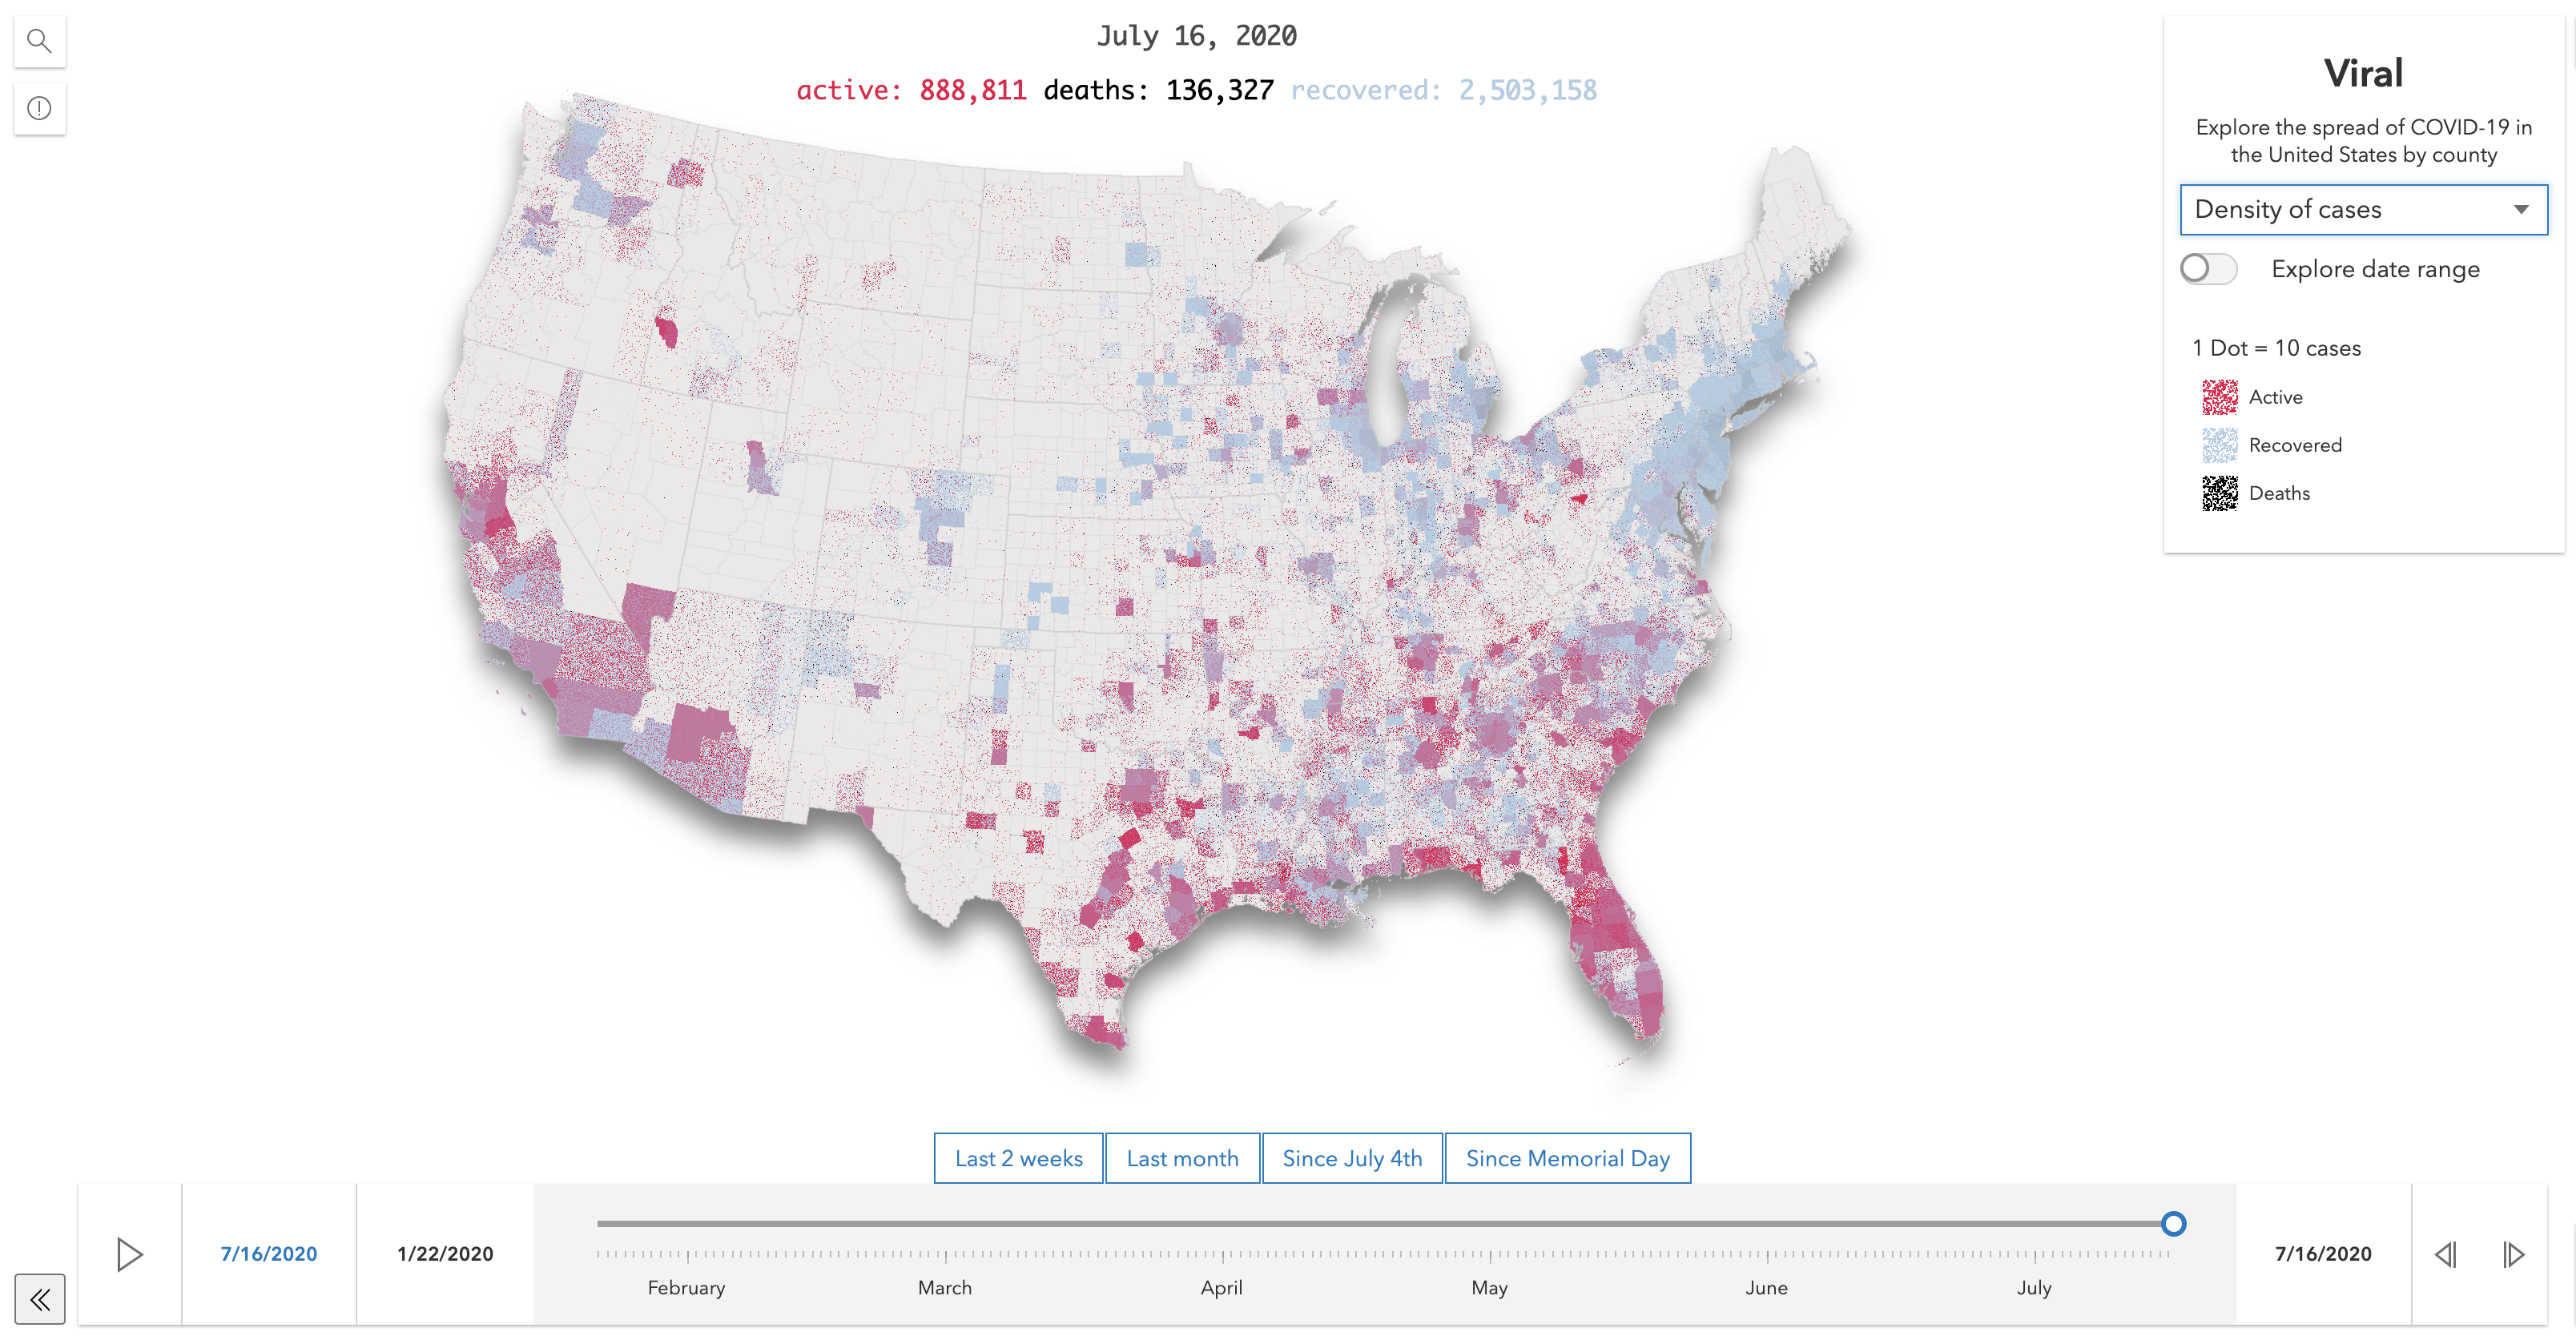 July 16, 2020
active: 888,811 deaths: 136,327 recovered: 2,503,158
Viral
Explore the spread of COVID-19 in
the United States by county
Density of cases
Explore date range
1 Dot = 10 cases
Active
Recovered
Deaths
Last 2 weeks
Last month
Since July 4th
Since Memorial Day
7/16/2020
1/22/2020
February
March
April
May
June
July
7/16/2020